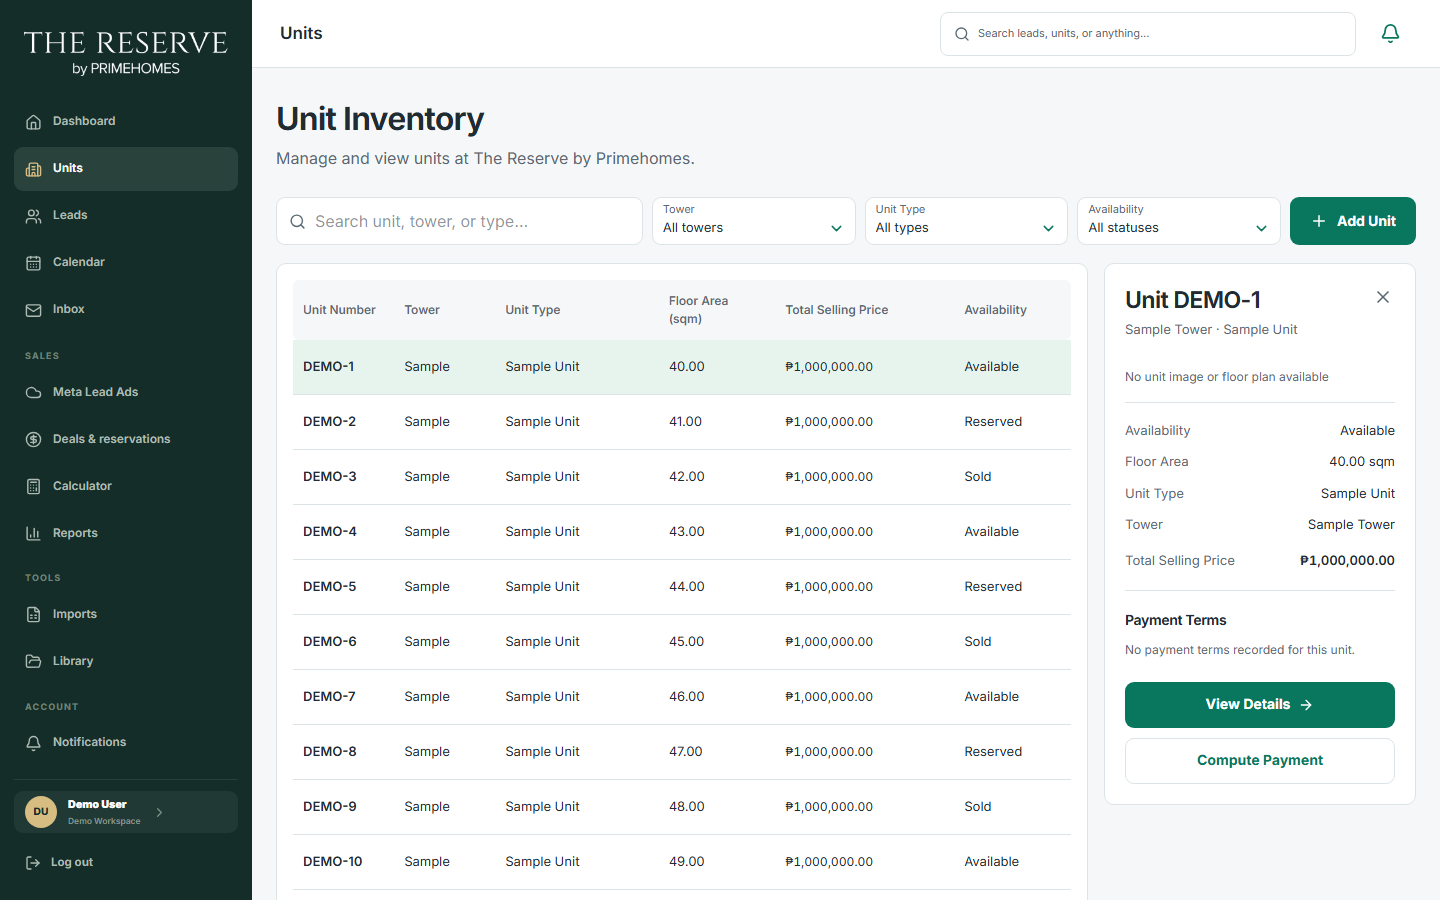 THE RESERVE
by PRIMEHOMES
Dashboard
Units
Leads
Calendar
Inbox
SALES
Meta Lead Ads
Deals & reservations
Calculator
Reports
TOOLS
Imports
Library
ACCOUNT
Notifications
DU
Demo User
Demo Workspace
Log out
Units
Search leads, units, or anything...
Unit Inventory
Manage and view units at The Reserve by Primehomes.
Search unit, tower, or type...
Tower
All towers
Unit Type
All types
Availability
All statuses
Add Unit
Unit Number Tower Unit Type Floor Area (sqm) Total Selling Price Availability
DEMO-1 Sample Sample Unit 40.00 ₱1,000,000.00 Available
DEMO-2 Sample Sample Unit 41.00 ₱1,000,000.00 Reserved
DEMO-3 Sample Sample Unit 42.00 ₱1,000,000.00 Sold
DEMO-4 Sample Sample Unit 43.00 ₱1,000,000.00 Available
DEMO-5 Sample Sample Unit 44.00 ₱1,000,000.00 Reserved
DEMO-6 Sample Sample Unit 45.00 ₱1,000,000.00 Sold
DEMO-7 Sample Sample Unit 46.00 ₱1,000,000.00 Available
DEMO-8 Sample Sample Unit 47.00 ₱1,000,000.00 Reserved
DEMO-9 Sample Sample Unit 48.00 ₱1,000,000.00 Sold
DEMO-10 Sample Sample Unit 49.00 ₱1,000,000.00 Available
Unit DEMO-1
Sample Tower · Sample Unit
No unit image or floor plan available
Availability Available
Floor Area 40.00 sqm
Unit Type Sample Unit
Tower Sample Tower
Total Selling Price ₱1,000,000.00
Payment Terms
No payment terms recorded for this unit.
View Details
Compute Payment